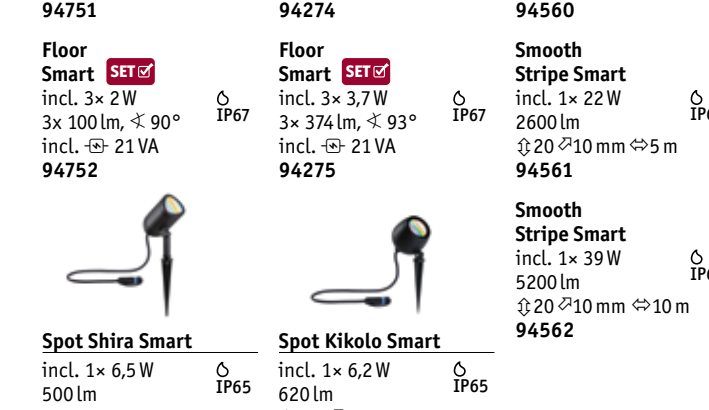 94751
Floor
Smart SET
incl. 3× 2 W
IP67
3x 100 lm, ∢ 90°
incl. 21 VA
94752
Spot Shira Smart
incl. 1× 6,5 W
IP65
500 lm
94274
Floor
Smart SET
incl. 3× 3,7 W
IP67
3× 374 lm, ∢ 93°
incl. 21 VA
94275
Spot Kikolo Smart
incl. 1× 6,2 W
IP65
620 lm
94560
Smooth
Stripe Smart
incl. 1× 22 W
2600 lm
⇳20 ⬀10 mm ⬄5 m
94561
Smooth
Stripe Smart
incl. 1× 39 W
5200 lm
⇳20 ⬀10 mm ⬄10 m
94562